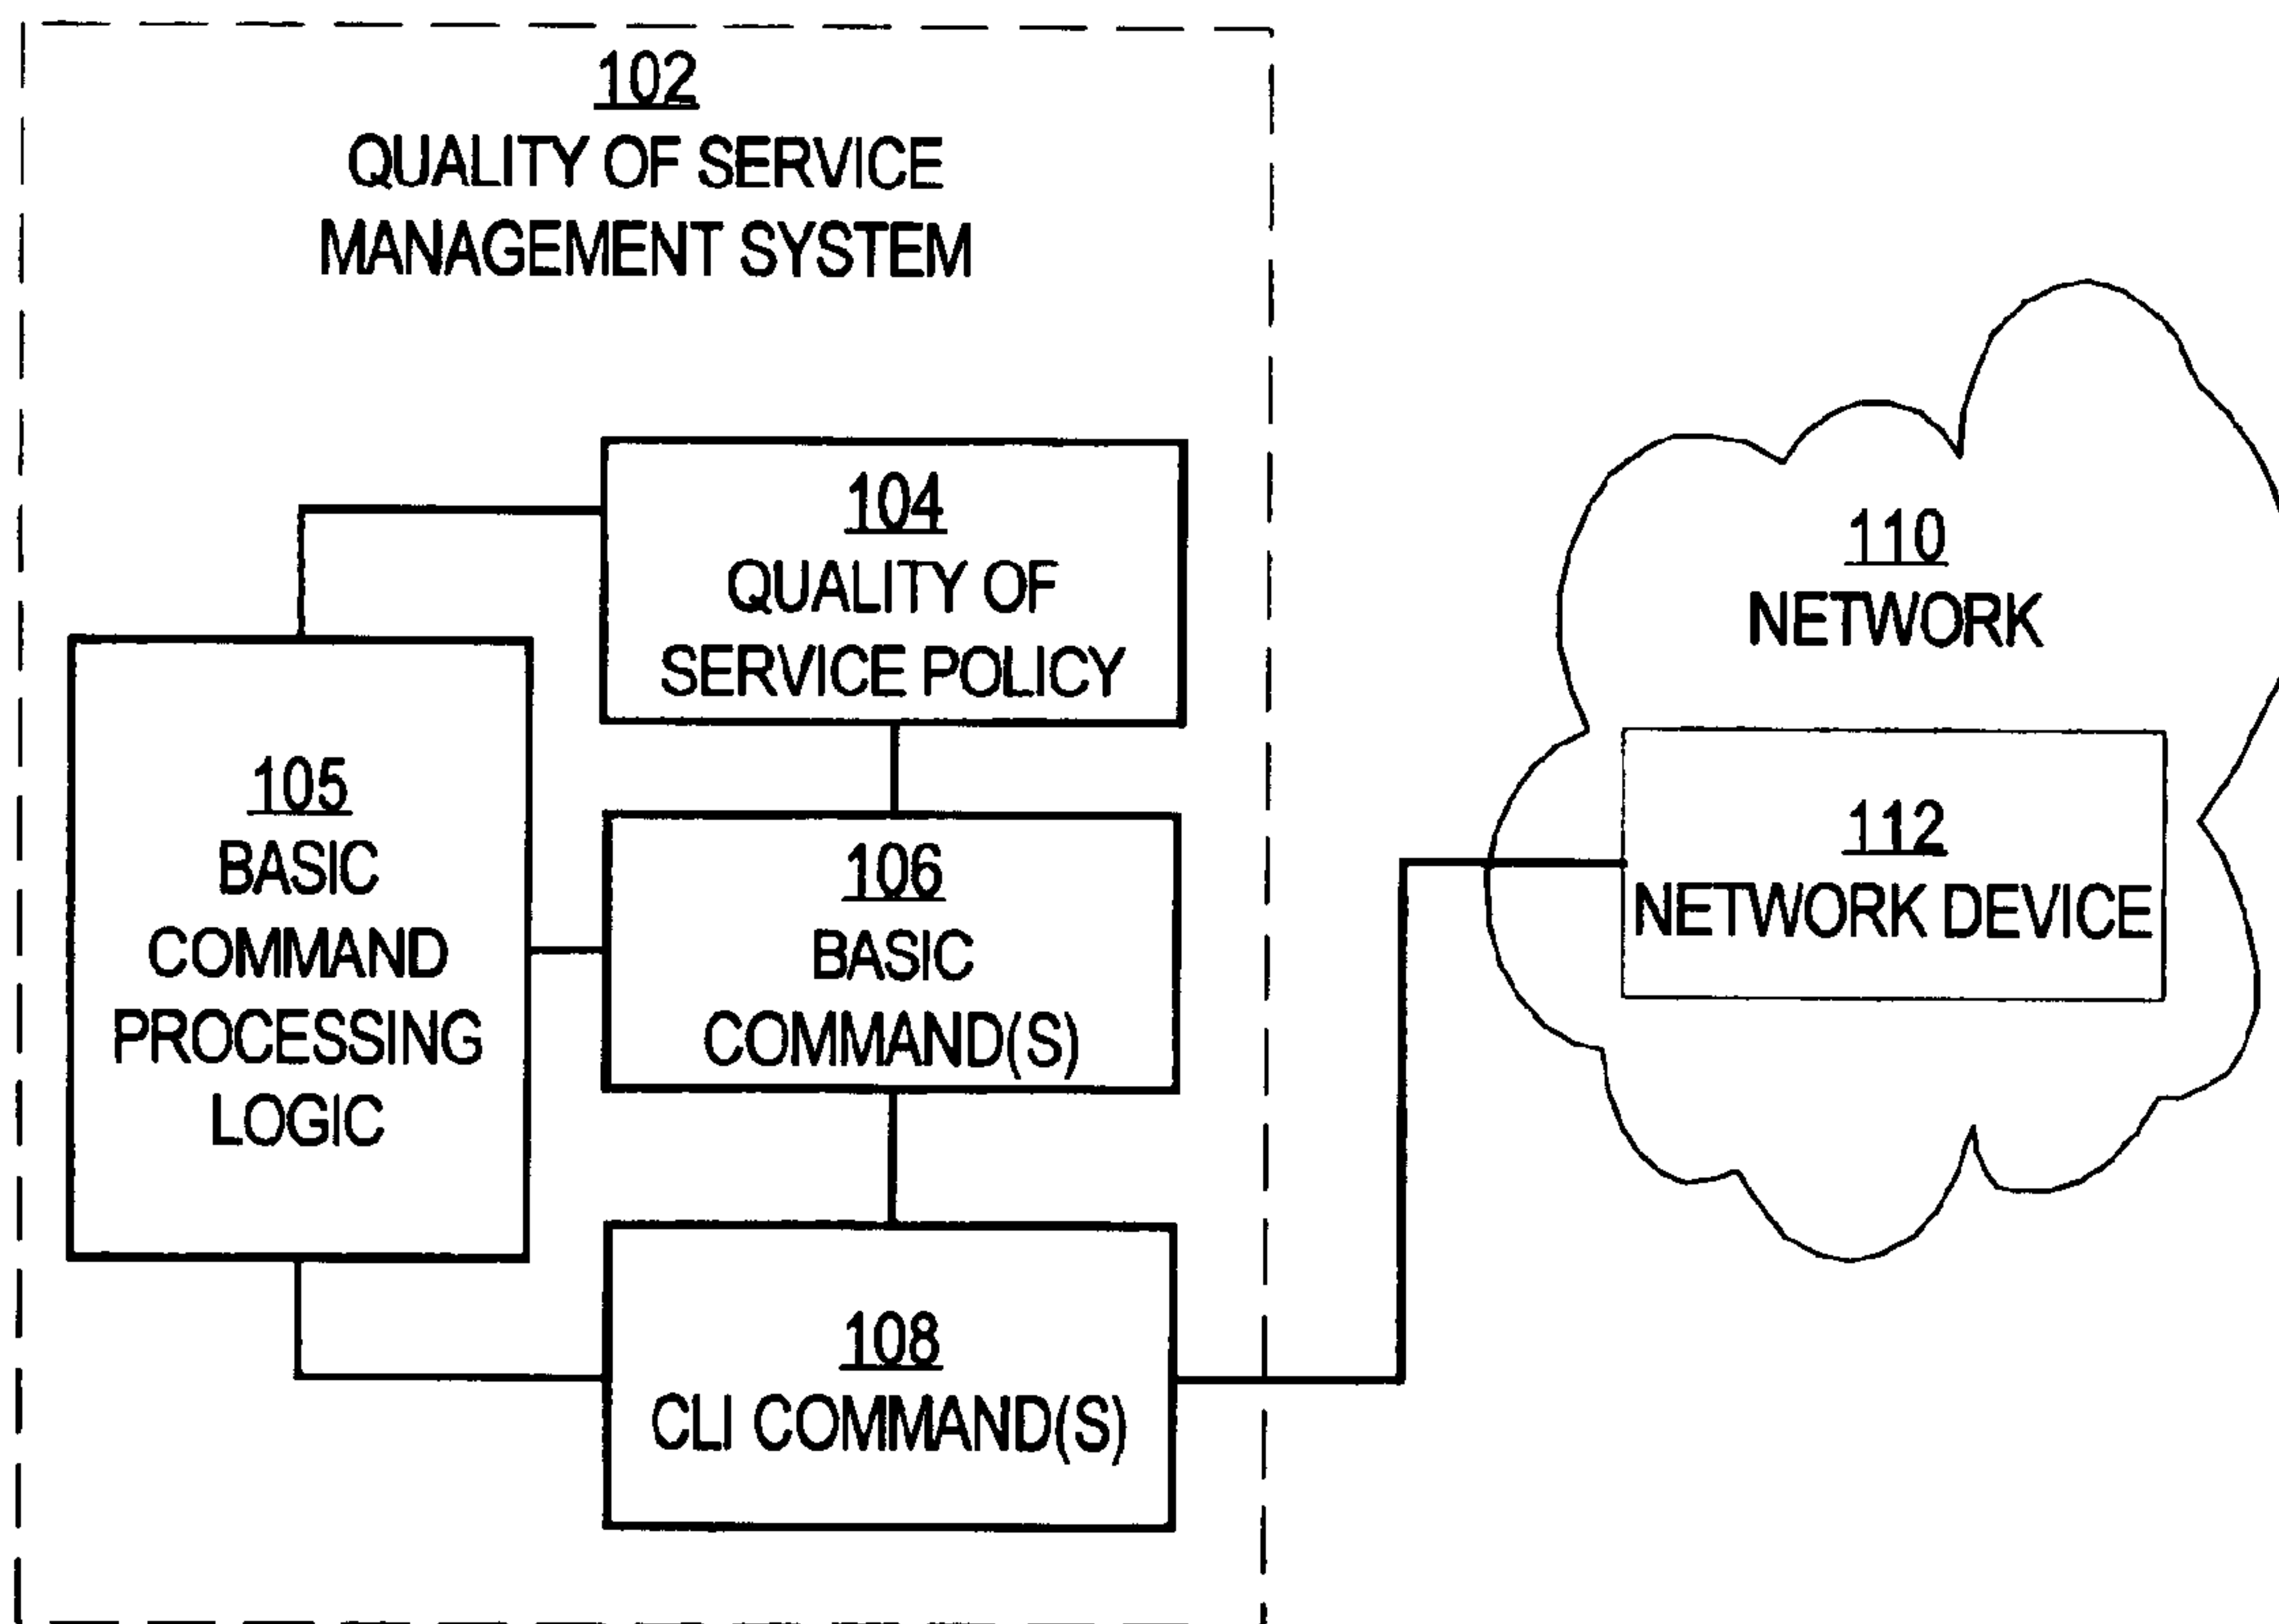 102
QUALITY OF SERVICE
MANAGEMENT SYSTEM
104
QUALITY OF
SERVICE POLICY
105
BASIC
COMMAND
PROCESSING
LOGIC
106
BASIC
COMMAND(S)
108
CLI COMMAND(S)
110
NETWORK
112
NETWORK DEVICE